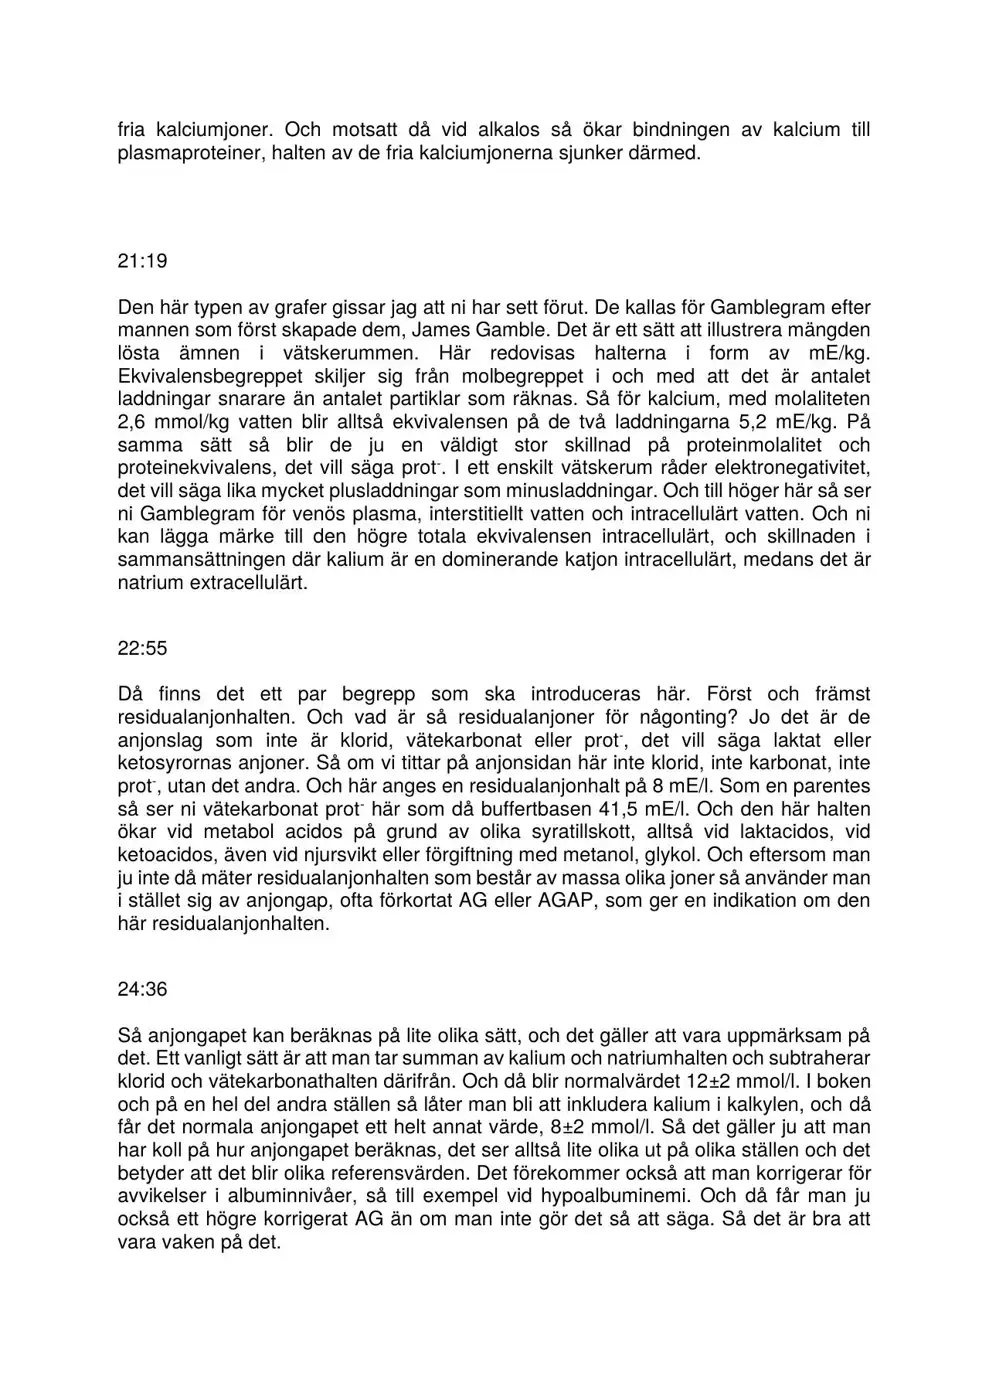 fria kalciumjoner. Och motsatt då vid alkalos så ökar bindningen av kalcium till
plasmaproteiner, halten av de fria kalciumjonerna sjunker därmed.
21:19
Den här typen av grafer gissar jag att ni har sett förut. De kallas för Gamblegram efter
mannen som först skapade dem, James Gamble. Det är ett sätt att illustrera mängden
lösta ämnen i vätskerummen. Här redovisas halterna i form av mE/kg.
Ekvivalensbegreppet skiljer sig från molbegreppet i och med att det är antalet
laddningar snarare än antalet partiklar som räknas. Så för kalcium, med molaliteten
2,6 mmol/kg vatten blir alltså ekvivalensen på de två laddningarna 5,2 mE/kg. På
samma sätt så blir de ju en väldigt stor skillnad på proteinmolalitet och
proteinekvivalens, det vill säga prot⁻. I ett enskilt vätskerum råder elektronegativitet,
det vill säga lika mycket plusladdningar som minusladdningar. Och till höger här så ser
ni Gamblegram för venös plasma, interstitiellt vatten och intracellulärt vatten. Och ni
kan lägga märke till den högre totala ekvivalensen intracellulärt, och skillnaden i
sammansättningen där kalium är en dominerande katjon intracellulärt, medans det är
natrium extracellulärt.
22:55
Då finns det ett par begrepp som ska introduceras här. Först och främst
residualanjonhalten. Och vad är så residualanjoner för någonting? Jo det är de
anjonslag som inte är klorid, vätekarbonat eller prot⁻, det vill säga laktat eller
ketosyrornas anjoner. Så om vi tittar på anjonsidan här inte klorid, inte karbonat, inte
prot⁻, utan det andra. Och här anges en residualanjonhalt på 8 mE/l. Som en parentes
så ser ni vätekarbonat prot⁻ här som då buffertbasen 41,5 mE/l. Och den här halten
ökar vid metabol acidos på grund av olika syratillskott, alltså vid laktacidos, vid
ketoacidos, även vid njursvikt eller förgiftning med metanol, glykol. Och eftersom man
ju inte då mäter residualanjonhalten som består av massa olika joner så använder man
i stället sig av anjongap, ofta förkortat AG eller AGAP, som ger en indikation om den
här residualanjonhalten.
24:36
Så anjongapet kan beräknas på lite olika sätt, och det gäller att vara uppmärksam på
det. Ett vanligt sätt är att man tar summan av kalium och natriumhalten och subtraherar
klorid och vätekarbonathalten därifrån. Och då blir normalvärdet 12±2 mmol/l. I boken
och på en hel del andra ställen så låter man bli att inkludera kalium i kalkylen, och då
får det normala anjongapet ett helt annat värde, 8±2 mmol/l. Så det gäller ju att man
har koll på hur anjongapet beräknas, det ser alltså lite olika ut på olika ställen och det
betyder att det blir olika referensvärden. Det förekommer också att man korrigerar för
avvikelser i albuminnivåer, så till exempel vid hypoalbuminemi. Och då får man ju
också ett högre korrigerat AG än om man inte gör det så att säga. Så det är bra att
vara vaken på det.